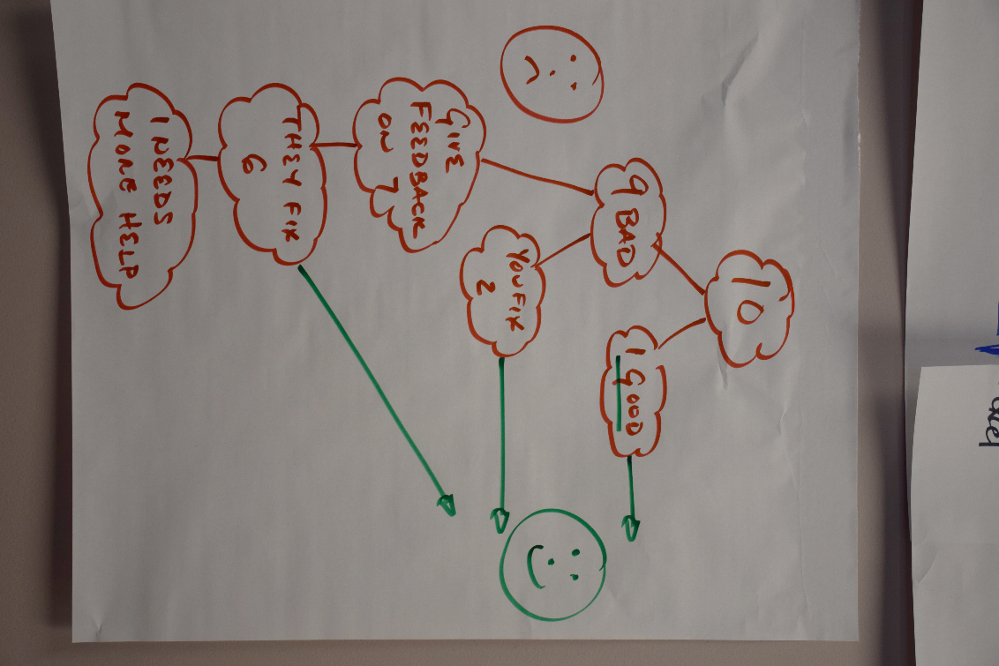 10
9 BAD
1 GOOD
GIVE
FEEDBACK
ON 7
YOU FIX
2
THEY FIX
6
1 NEEDS
MORE HELP